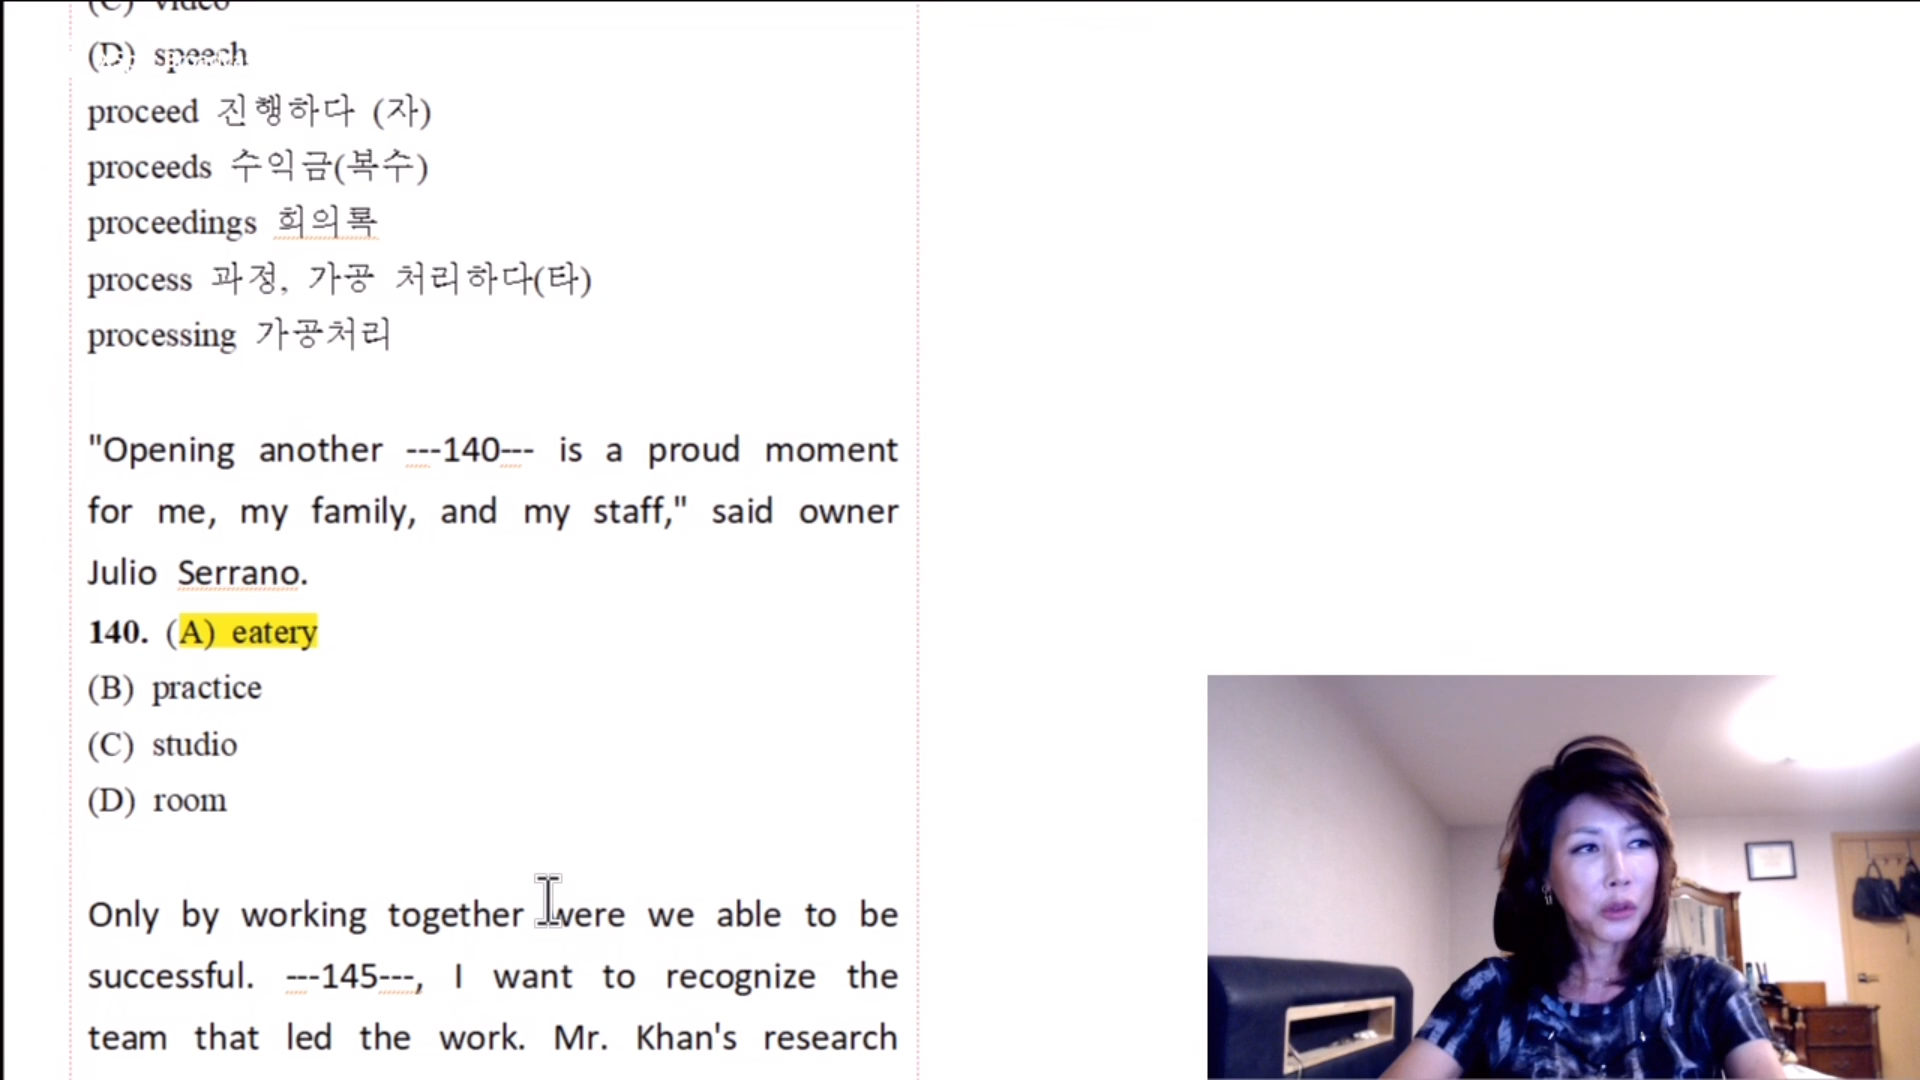 (C) video
(D) speech
proceed 진행하다 (자)
proceeds 수익금(복수)
proceedings 회의록
process 과정, 가공 처리하다(타)
processing 가공처리
"Opening another ---140--- is a proud moment
for me, my family, and my staff," said owner
Julio Serrano.
140. (A) eatery
(B) practice
(C) studio
(D) room
Only by working together were we able to be
successful. ---145---, I want to recognize the
team that led the work. Mr. Khan's research